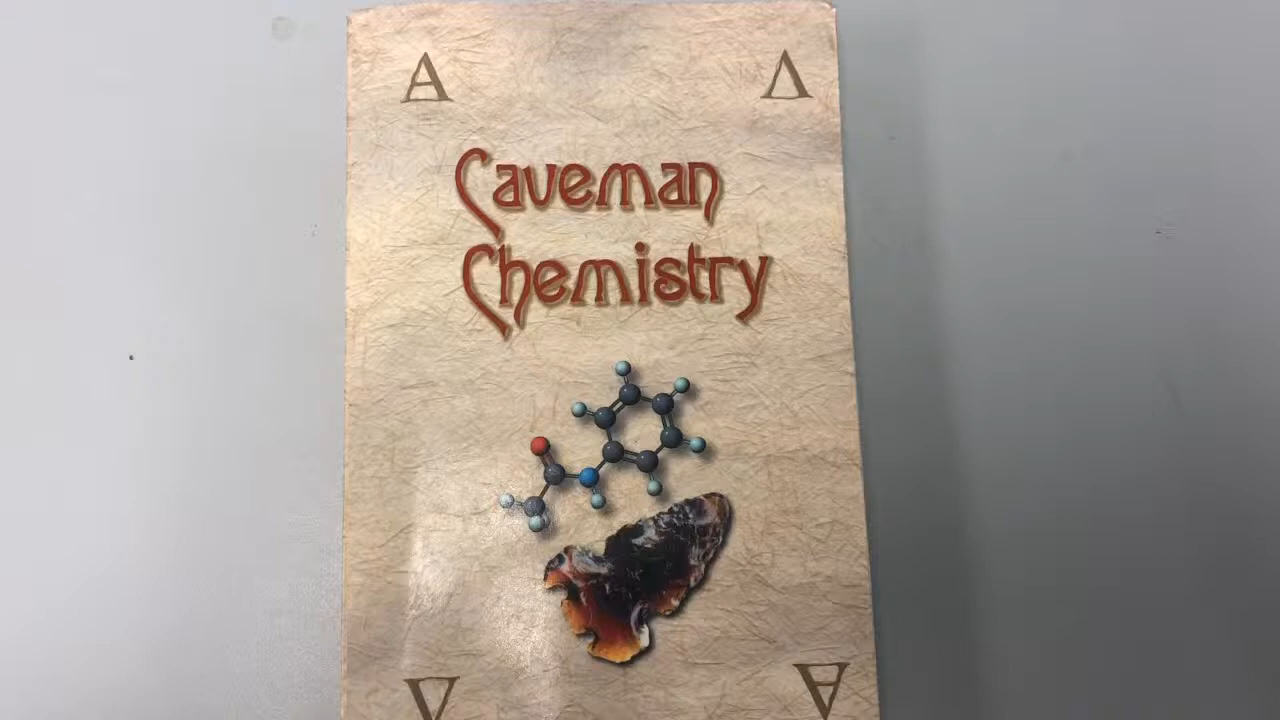 A Δ
Caveman
Chemistry
∇ ∀